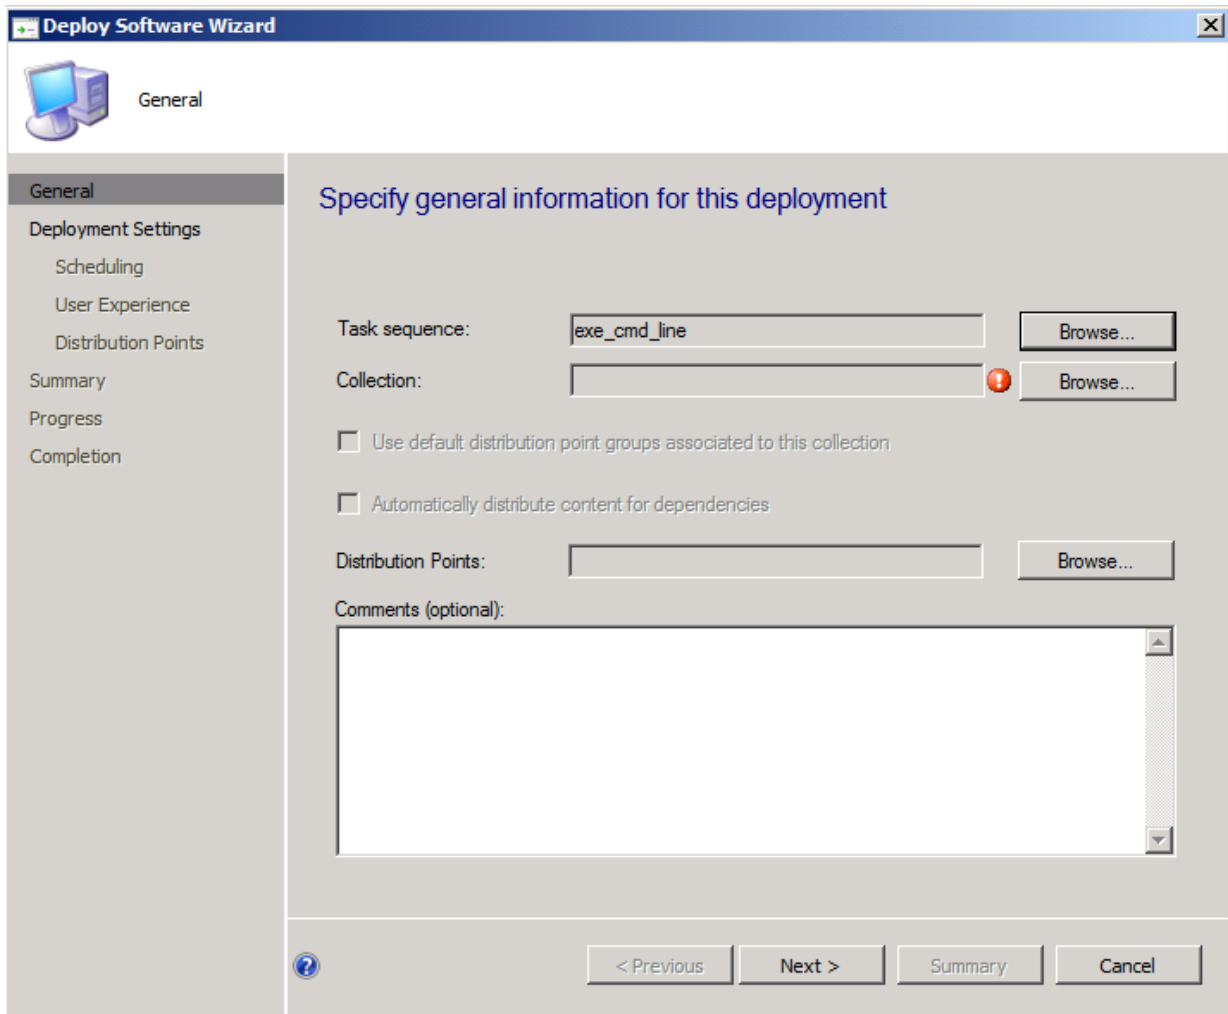 Deploy Software Wizard
General
General
Deployment Settings
Scheduling
User Experience
Distribution Points
Summary
Progress
Completion
Specify general information for this deployment
Task sequence: exe_cmd_line Browse...
Collection: Browse...
Use default distribution point groups associated to this collection
Automatically distribute content for dependencies
Distribution Points: Browse...
Comments (optional):
< Previous Next > Summary Cancel